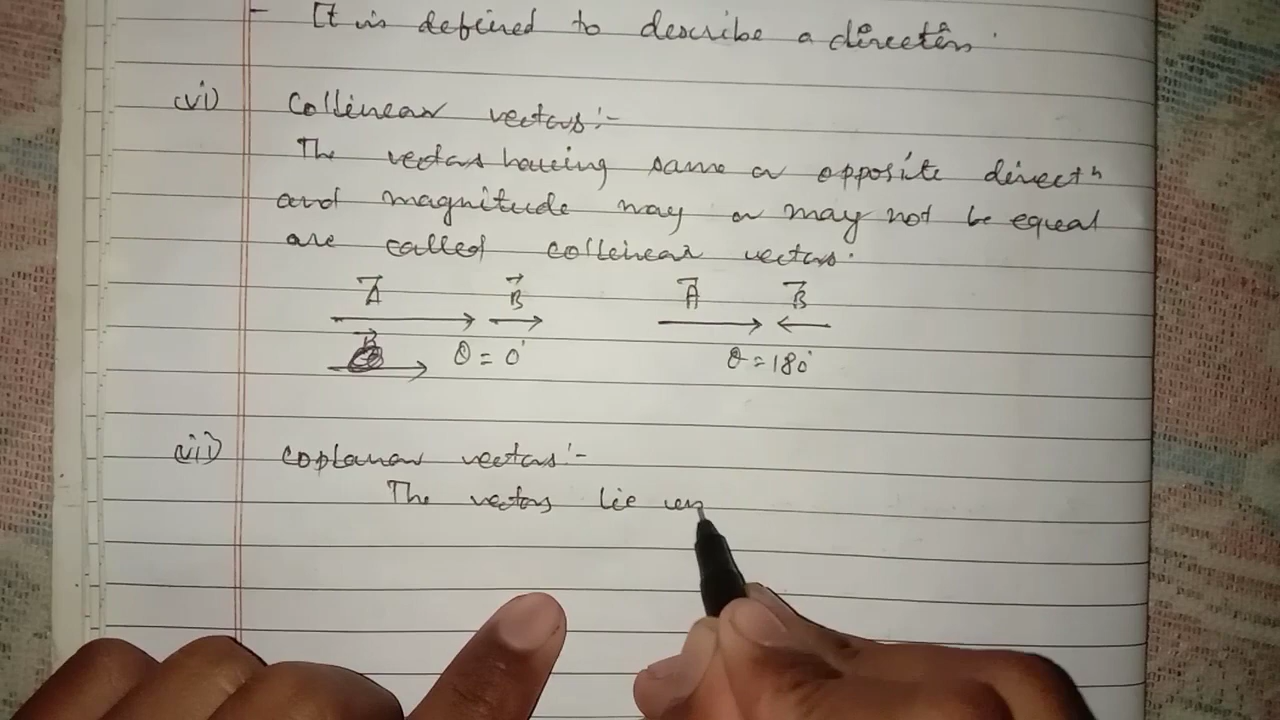 - It is defined to describe a direction.
(vi) Collinear vectors:-
The vectors having same or opposite directn
and magnitude may or may not be equal
are called collinear vectors.
A B A B
B θ = 0° θ = 180°
(vii) Coplanar vectors:-
The vectors lie